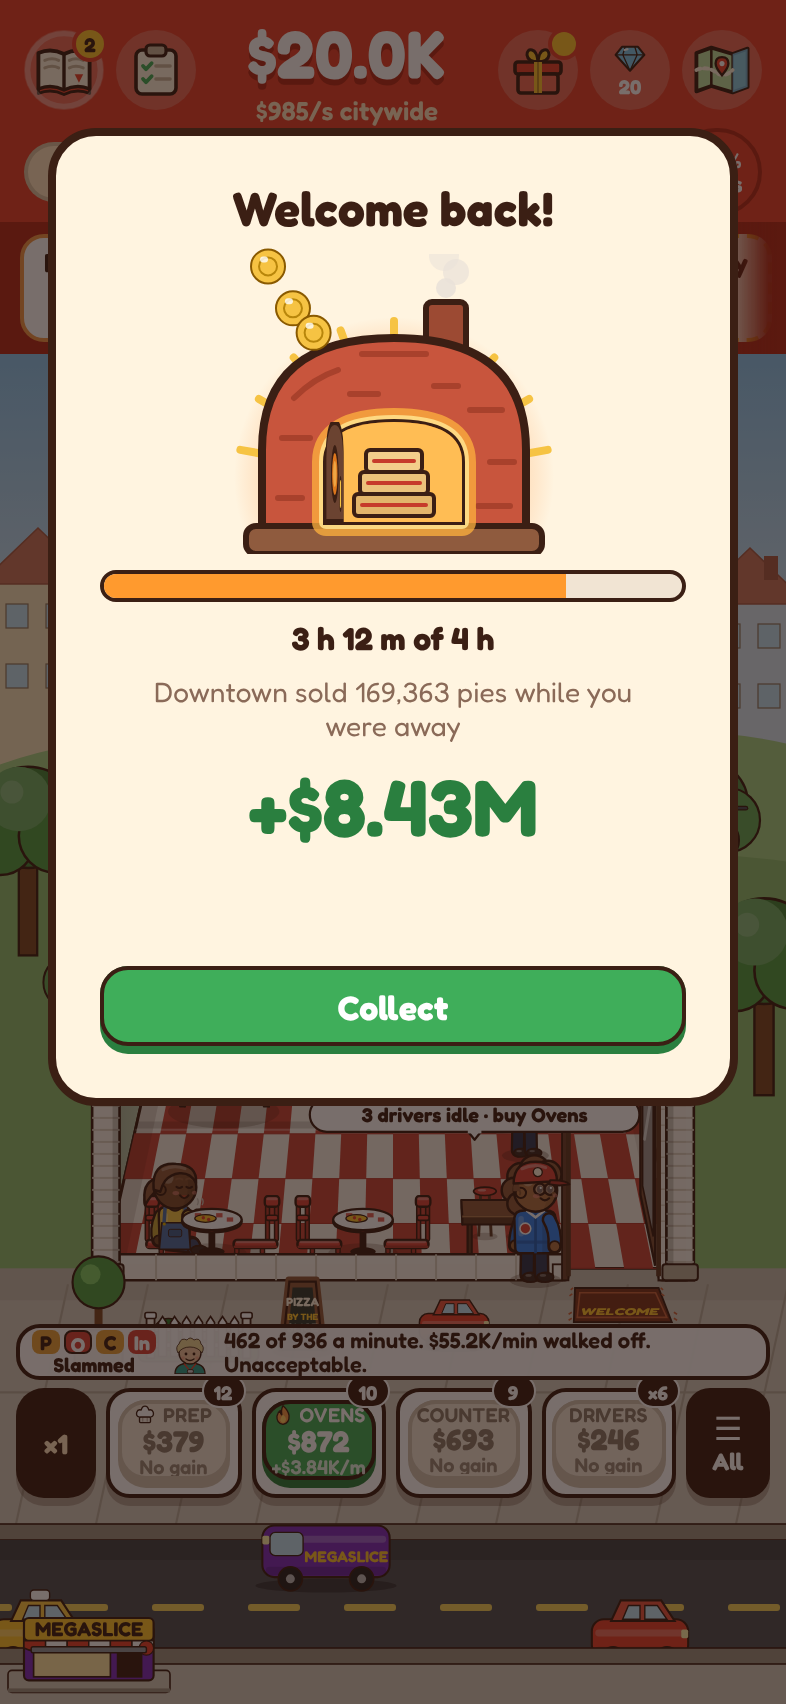 2
$20.0K
20
$985/s citywide
Welcome back!
3 h 12 m of 4 h
Downtown sold 169,363 pies while you
were away
+$8.43M
Collect
3 drivers idle · buy Ovens
PIZZA
BY THE
WELCOME
P O C In
Slammed
462 of 936 a minute. $55.2K/min walked off.
Unacceptable.
12 10 9 x6
x1
PREP
$379
No gain
OVENS
$872
+$3.84K/m
COUNTER
$693
No gain
DRIVERS
$246
No gain
All
MEGASLICE
MEGASLICE